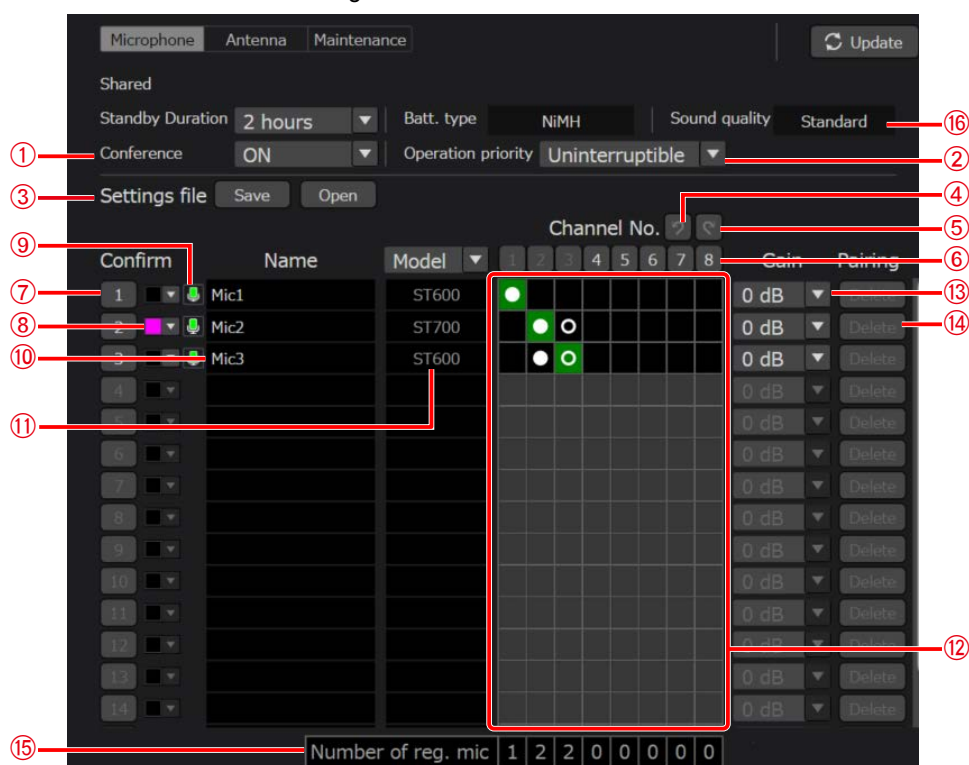 Microphone Antenna Maintenance Update
Shared
Standby Duration 2 hours Batt. type NiMH Sound quality Standard ⑯
① Conference ON Operation priority Uninterruptible ②
③ Settings file Save Open ④
Channel No. ⑤
⑨
Confirm Name Model 1 2 3 4 5 6 7 8 Gain Pairing ⑥
⑦ 1 Mic1 ST600 0 dB Delete ⑬
⑧ 2 Mic2 ST700 0 dB Delete ⑭
⑩ 3 Mic3 ST600 0 dB Delete
4 0 dB Delete
⑪ 5 0 dB Delete
6 0 dB Delete
7 0 dB Delete
8 0 dB Delete
9 0 dB Delete
10 0 dB Delete
11 0 dB Delete
12 0 dB Delete ⑫
13 0 dB Delete
14 0 dB Delete
⑮ Number of reg. mic 1 2 2 0 0 0 0 0